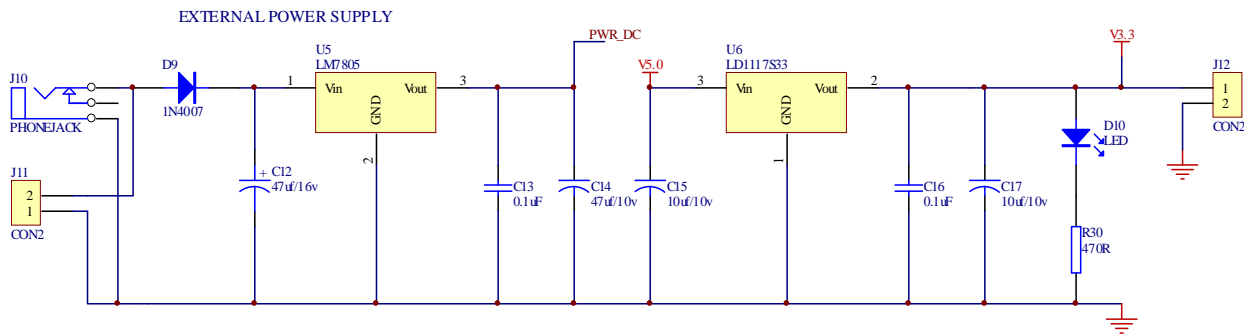 EXTERNAL POWER SUPPLY
J10
PHONEJACK
J11
2
1
CON2
D9
1N4007
+ C12
47uf/16v
U5
LM7805
1
Vin
Vout
GND
3
2
C13
0.1uF
PWR_DC
C14
47uf/10v
V5.0
C15
10uf/10v
U6
LD1117S33
3
Vin
Vout
GND
2
1
C16
0.1uF
C17
10uf/10v
V3.3
D10
LED
R30
470R
J12
1
2
CON2